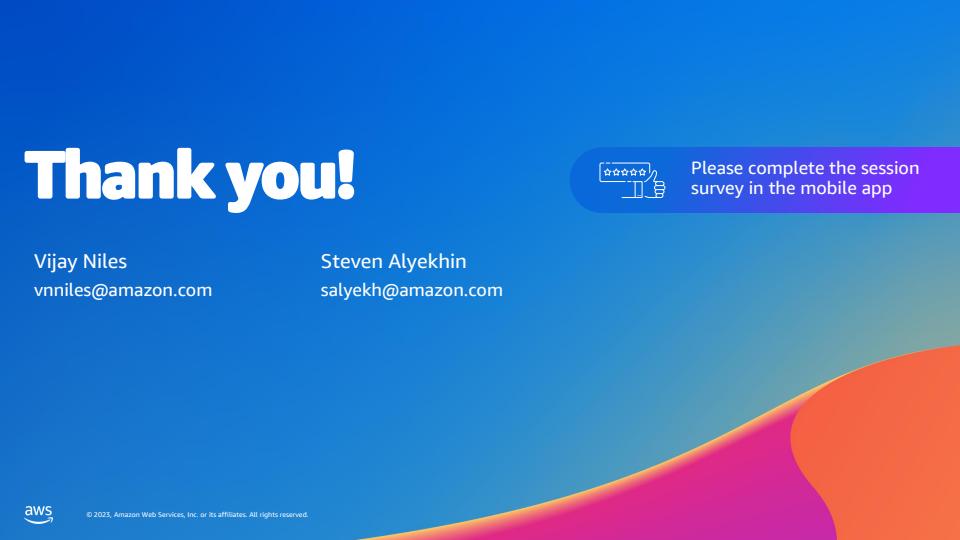 Thank you!
Please complete the session
survey in the mobile app
Vijay Niles
vnniles@amazon.com
Steven Alyekhin
salyekh@amazon.com
aws
© 2023, Amazon Web Services, Inc. or its affiliates. All rights reserved.